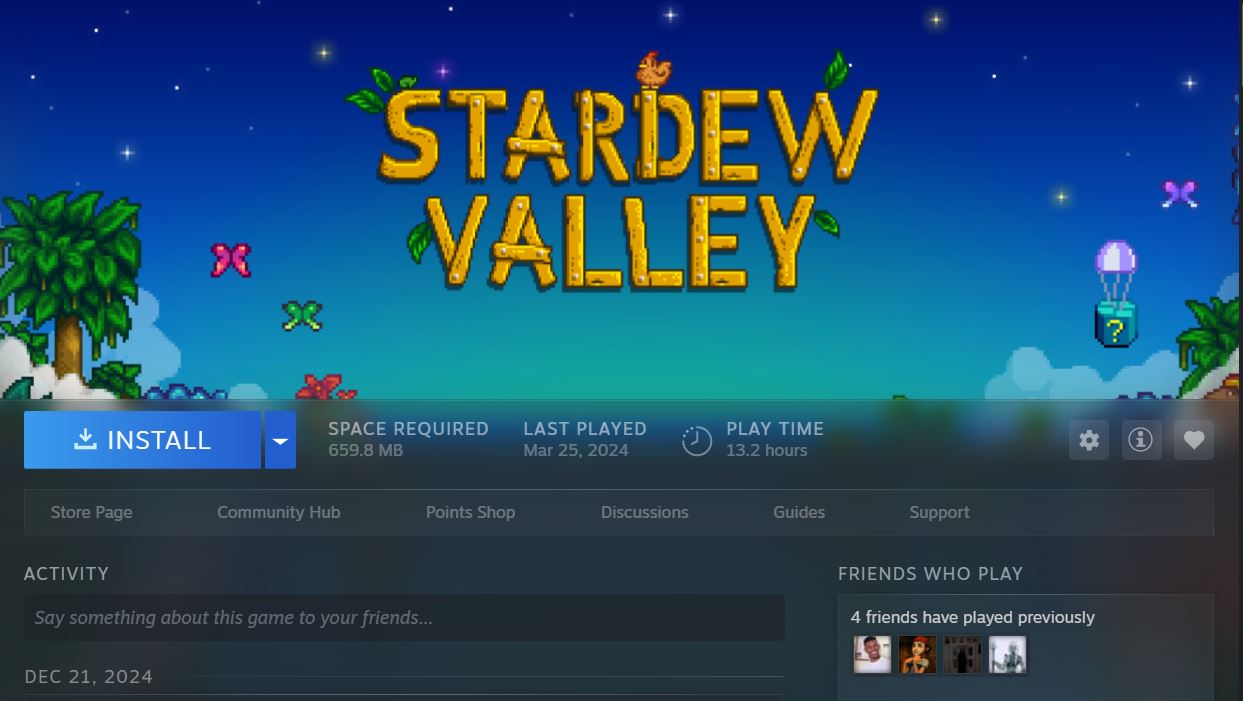 STARDEW
VALLEY
?
INSTALL
SPACE REQUIRED
659.8 MB
LAST PLAYED
Mar 25, 2024
PLAY TIME
13.2 hours
Store Page
Community Hub
Points Shop
Discussions
Guides
Support
ACTIVITY
Say something about this game to your friends...
DEC 21, 2024
FRIENDS WHO PLAY
4 friends have played previously